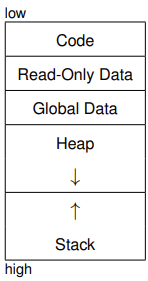 low
Code
Read-Only Data
Global Data
Heap
↓
↑
Stack
high